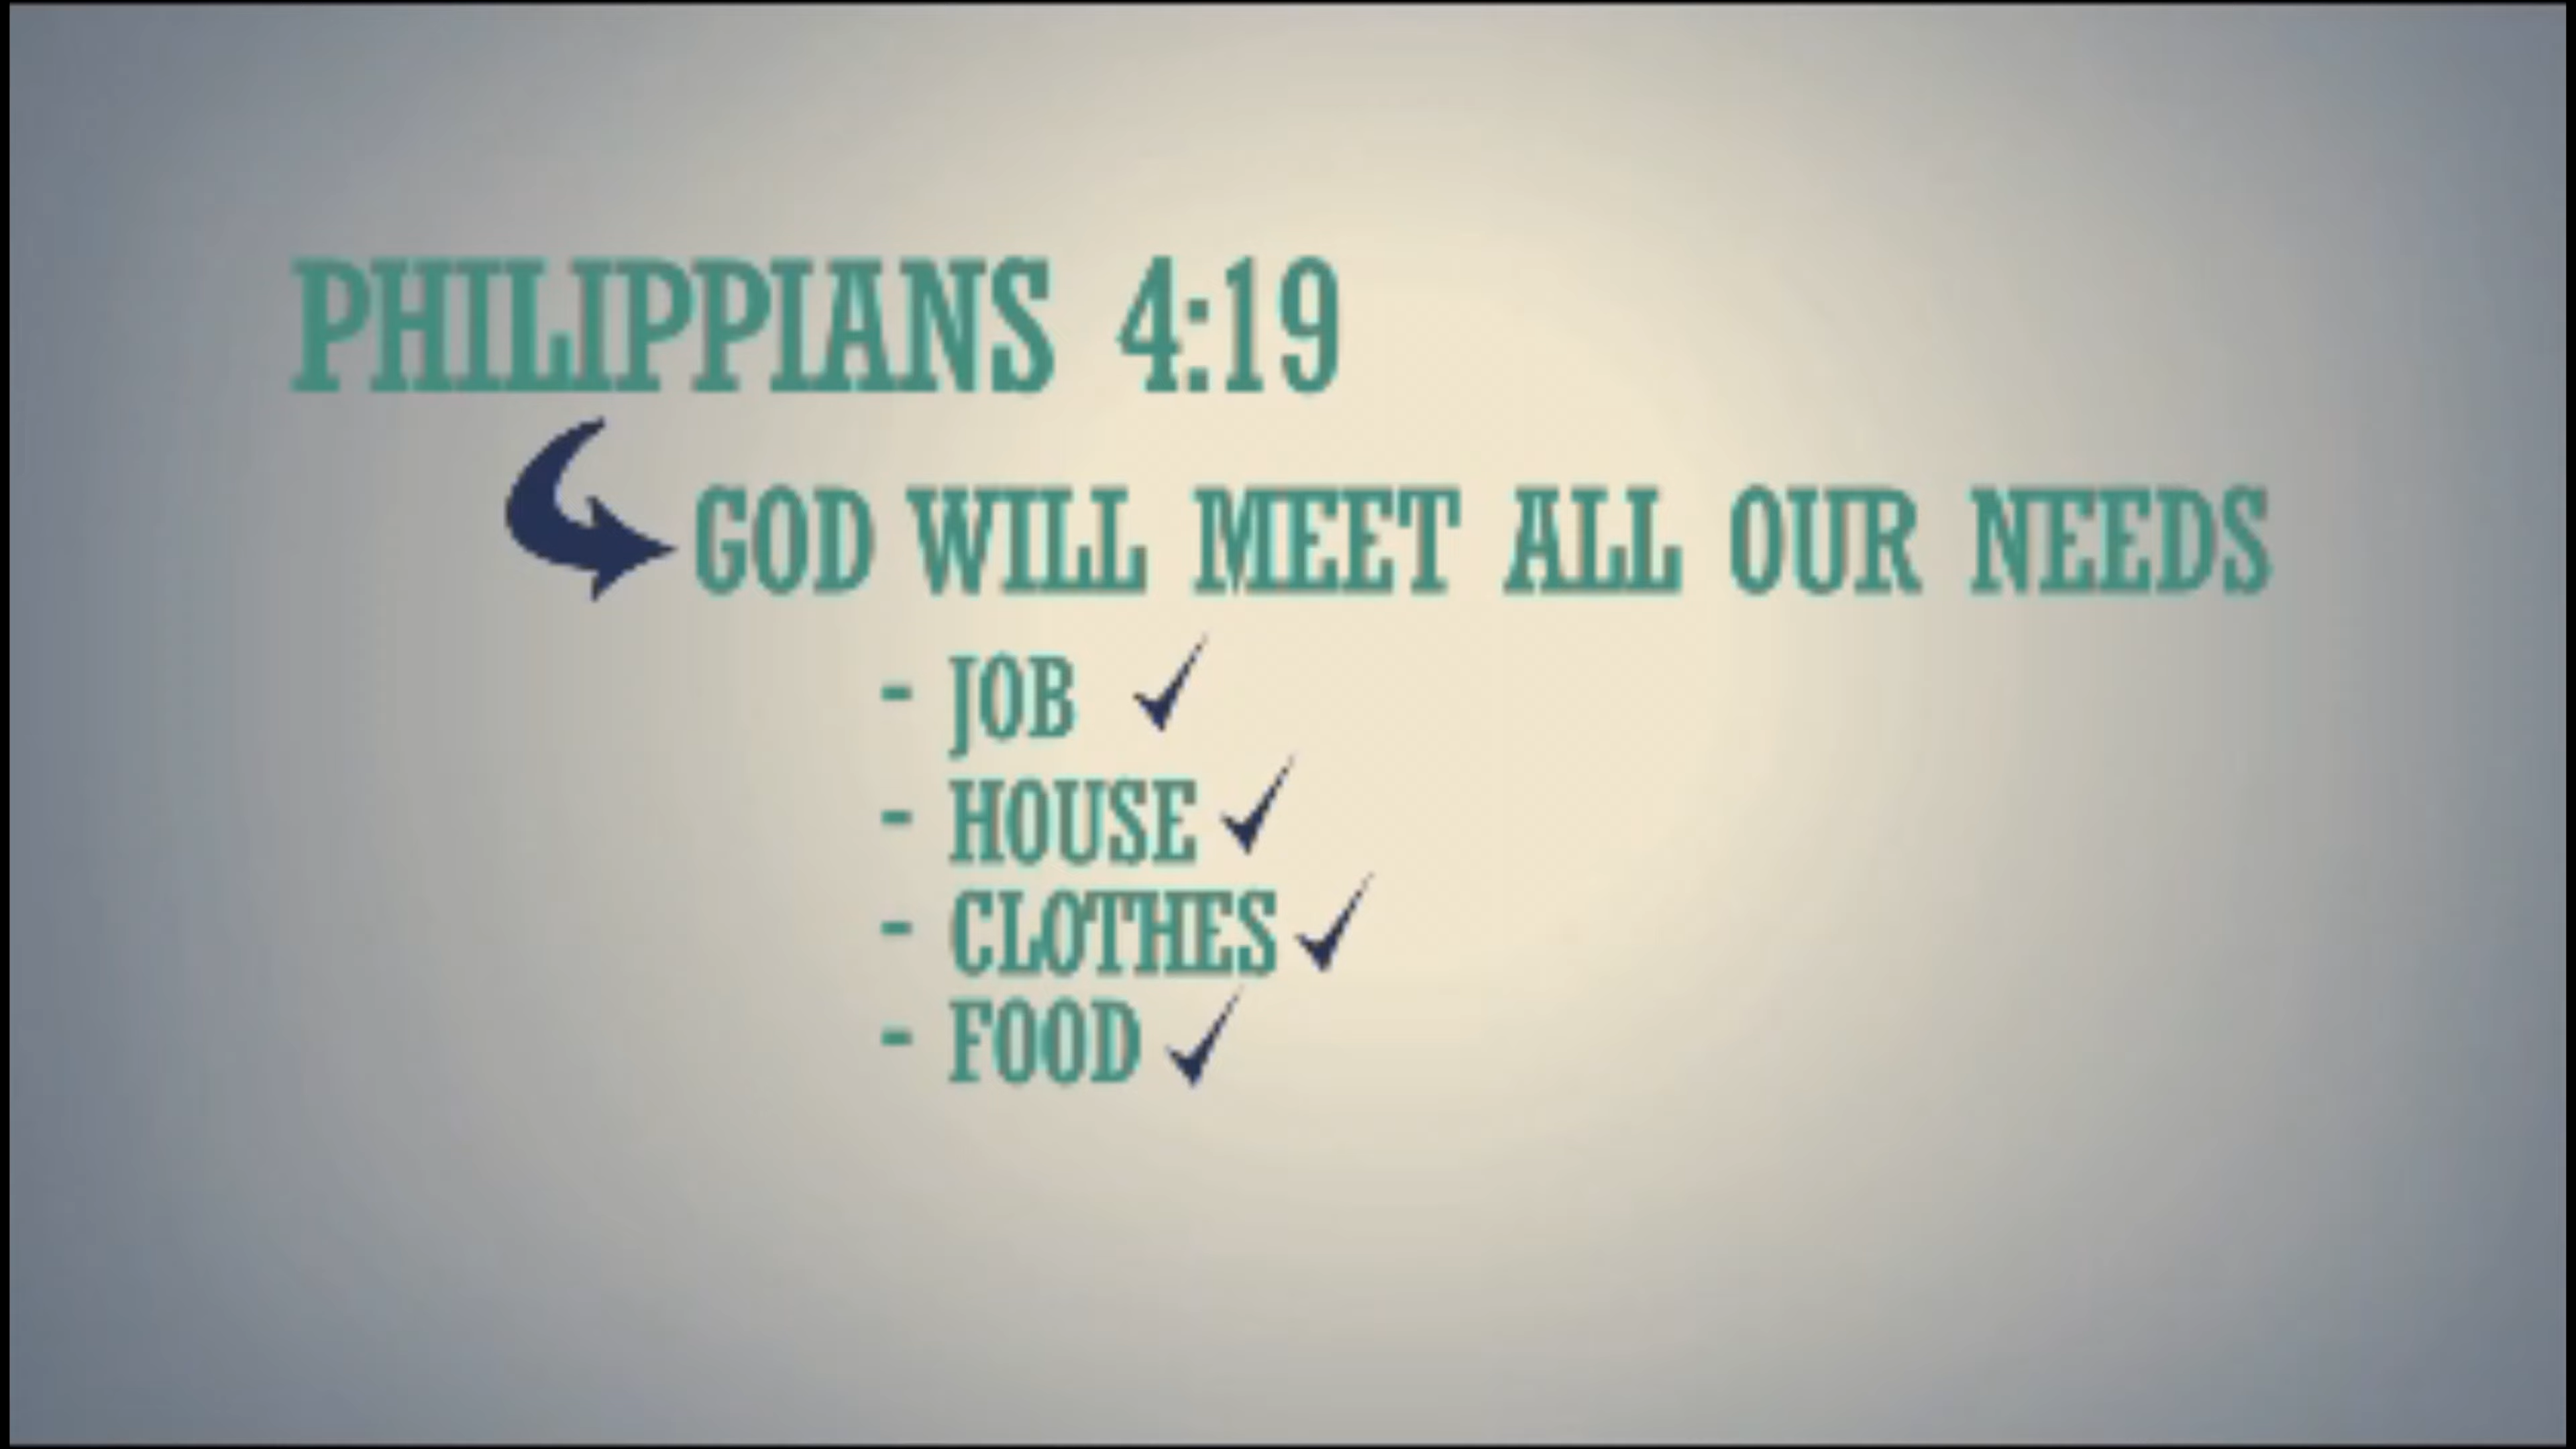 PHILIPPIANS 4:19
GOD WILL MEET ALL OUR NEEDS
- JOB ✓
- HOUSE ✓
- CLOTHES ✓
- FOOD ✓